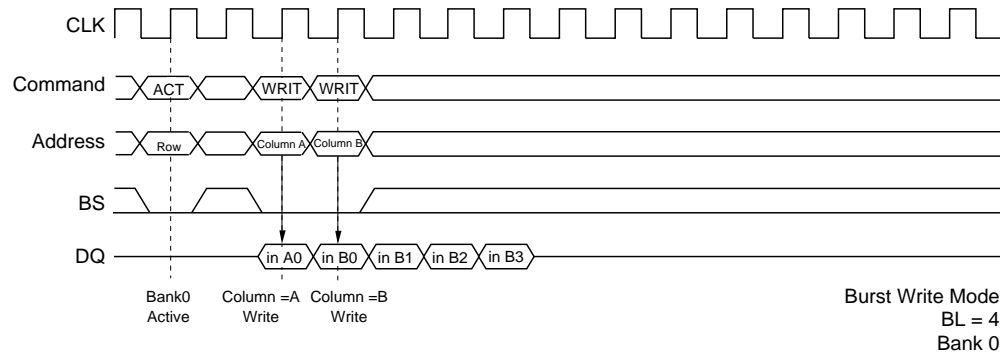 CLK
Command ACT WRIT WRIT
Address Row Column A Column B
BS
DQ in A0 in B0 in B1 in B2 in B3
Bank0 Column =A Column =B
Active Write Write
Burst Write Mode
BL = 4
Bank 0